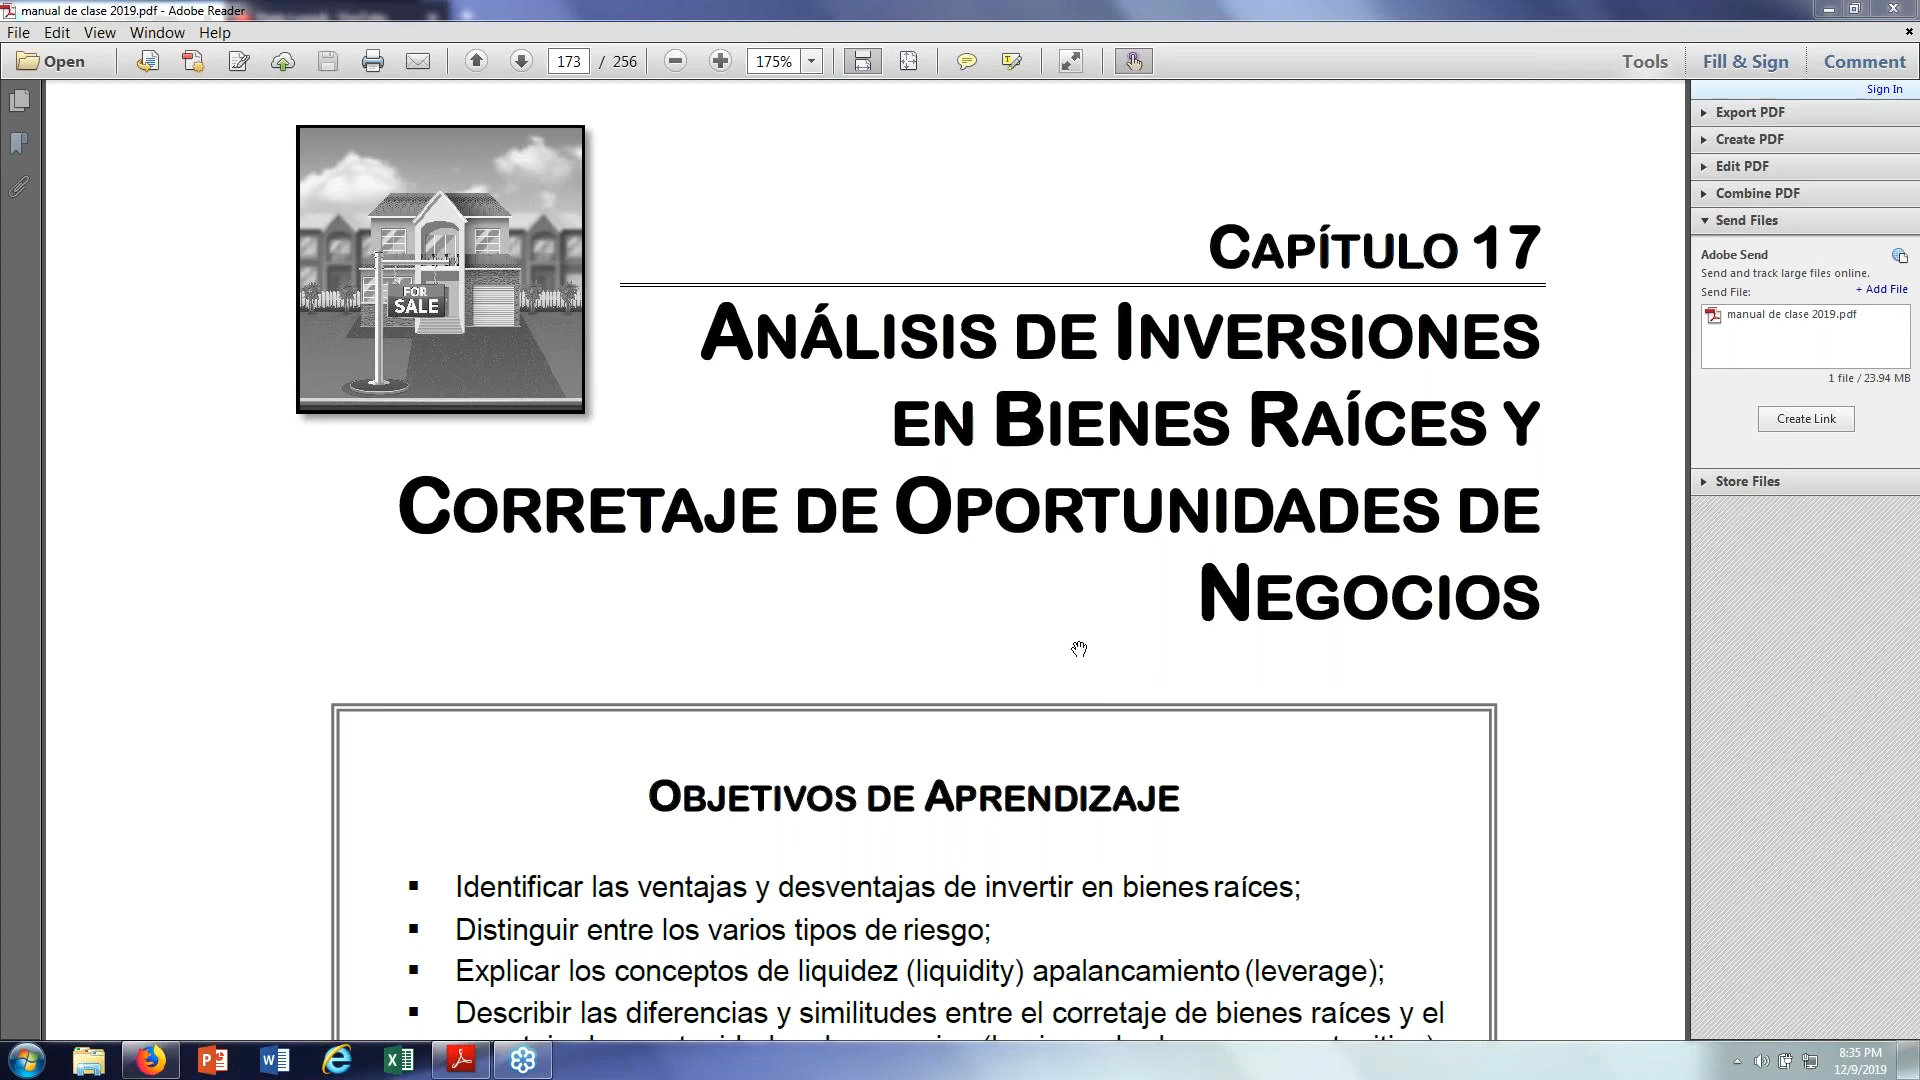 manual de clase 2019.pdf - Adobe Reader
File Edit View Window Help
Open 173 / 256 175% Tools Fill & Sign Comment
Sign In
Export PDF
Create PDF
Edit PDF
Combine PDF
Send Files
Adobe Send
Send and track large files online.
Send File: + Add File
manual de clase 2019.pdf
1 file / 23.94 MB
Create Link
Store Files
FOR
SALE
CAPÍTULO 17
ANÁLISIS DE INVERSIONES
EN BIENES RAÍCES Y
CORRETAJE DE OPORTUNIDADES DE
NEGOCIOS
OBJETIVOS DE APRENDIZAJE
▪ Identificar las ventajas y desventajas de invertir en bienes raíces;
▪ Distinguir entre los varios tipos de riesgo;
▪ Explicar los conceptos de liquidez (liquidity) apalancamiento (leverage);
▪ Describir las diferencias y similitudes entre el corretaje de bienes raíces y el
8:35 PM
12/9/2019